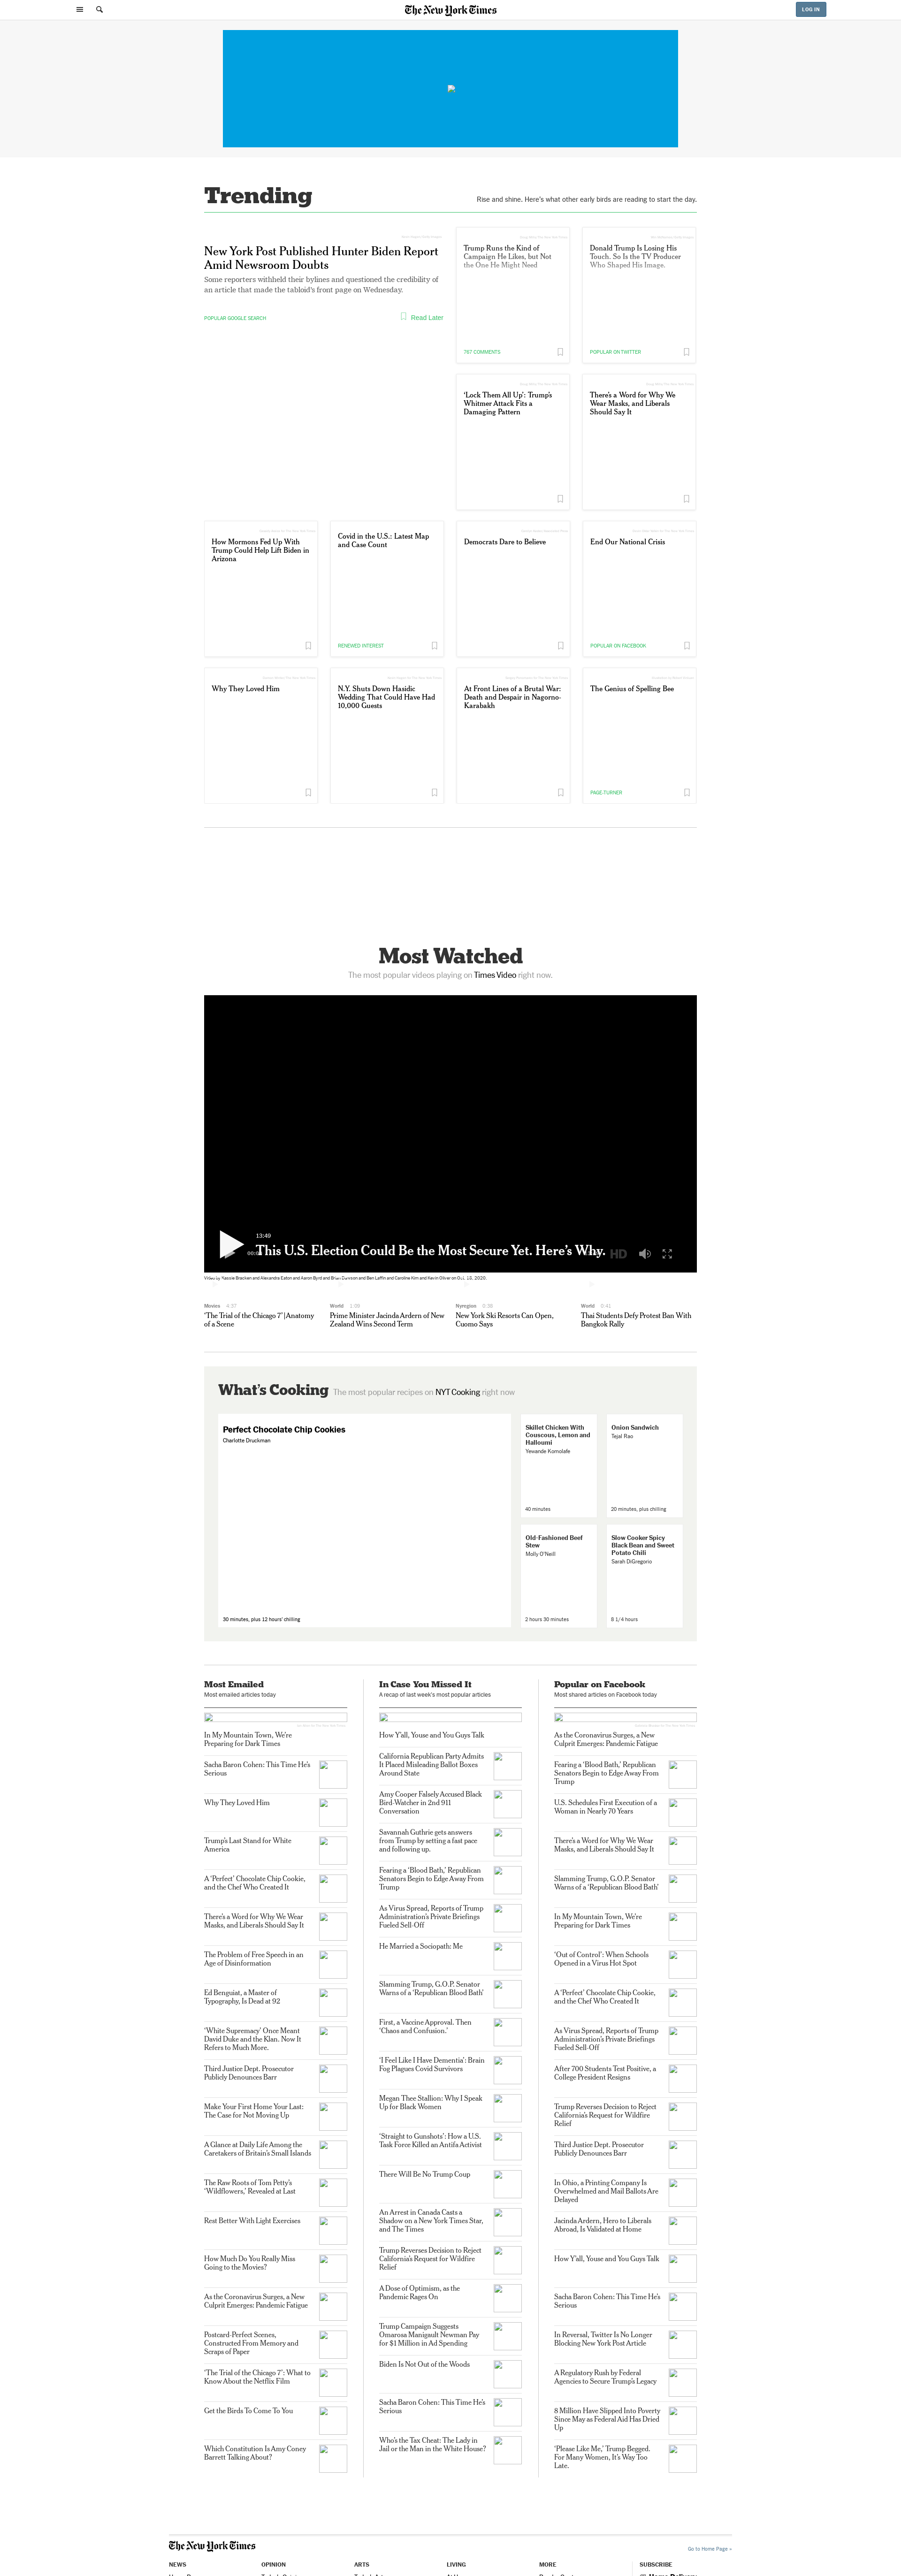 The New York Times
LOG IN
Trending
Rise and shine. Here's what other early birds are reading to start the day.
New York Post Published Hunter Biden Report
Amid Newsroom Doubts
Some reporters withheld their bylines and questioned the credibility of
an article that made the tabloid's front page on Wednesday.
POPULAR GOOGLE SEARCH
Read Later
Trump Runs the Kind of
Campaign He Likes, but Not
the One He Might Need
767 COMMENTS
Donald Trump Is Losing His
Touch. So Is the TV Producer
Who Shaped His Image.
POPULAR ON TWITTER
'Lock Them All Up': Trump's
Whitmer Attack Fits a
Damaging Pattern
There's a Word for Why We
Wear Masks, and Liberals
Should Say It
How Mormons Fed Up With
Trump Could Help Lift Biden in
Arizona
Covid in the U.S.: Latest Map
and Case Count
RENEWED INTEREST
Democrats Dare to Believe
End Our National Crisis
POPULAR ON FACEBOOK
Why They Loved Him
N.Y. Shuts Down Hasidic
Wedding That Could Have Had
10,000 Guests
At Front Lines of a Brutal War:
Death and Despair in Nagorno-
Karabakh
The Genius of Spelling Bee
PAGE-TURNER
Most Watched
The most popular videos playing on Times Video right now.
13:49
This U.S. Election Could Be the Most Secure Yet. Here's Why.
HD
Video by Kassie Bracken and Alexandra Eaton and Aaron Byrd and Brian Dawson and Ben Laffin and Caroline Kim and Kevin Oliver on Oct. 16, 2020.
Movies 4:37
'The Trial of the Chicago 7' | Anatomy
of a Scene
World 1:09
Prime Minister Jacinda Ardern of New
Zealand Wins Second Term
Nyregion 0:38
New York Ski Resorts Can Open,
Cuomo Says
World 0:41
Thai Students Defy Protest Ban With
Bangkok Rally
What's Cooking The most popular recipes on NYT Cooking right now
Perfect Chocolate Chip Cookies
Charlotte Druckman
30 minutes, plus 12 hours' chilling
Skillet Chicken With
Couscous, Lemon and
Halloumi
Yewande Komolafe
40 minutes
Onion Sandwich
Tejal Rao
20 minutes, plus chilling
Old-Fashioned Beef
Stew
Molly O'Neill
2 hours 30 minutes
Slow Cooker Spicy
Black Bean and Sweet
Potato Chili
Sarah DiGregorio
8 1/4 hours
Most Emailed
Most emailed articles today
In My Mountain Town, We're
Preparing for Dark Times
Sacha Baron Cohen: This Time He's
Serious
Why They Loved Him
Trump's Last Stand for White
America
A 'Perfect' Chocolate Chip Cookie,
and the Chef Who Created It
There's a Word for Why We Wear
Masks, and Liberals Should Say It
The Problem of Free Speech in an
Age of Disinformation
Ed Benguiat, a Master of
Typography, Is Dead at 92
'White Supremacy' Once Meant
David Duke and the Klan. Now It
Refers to Much More.
Third Justice Dept. Prosecutor
Publicly Denounces Barr
Make Your First Home Your Last:
The Case for Not Moving Up
A Glance at Daily Life Among the
Caretakers of Britain's Small Islands
The Raw Roots of Tom Petty's
'Wildflowers,' Revealed at Last
Rest Better With Light Exercises
How Much Do You Really Miss
Going to the Movies?
As the Coronavirus Surges, a New
Culprit Emerges: Pandemic Fatigue
Postcard-Perfect Scenes,
Constructed From Memory and
Scraps of Paper
'The Trial of the Chicago 7': What to
Know About the Netflix Film
Get the Birds To Come To You
Which Constitution Is Amy Coney
Barrett Talking About?
In Case You Missed It
A recap of last week's most popular articles
How Y'all, Youse and You Guys Talk
California Republican Party Admits
It Placed Misleading Ballot Boxes
Around State
Amy Cooper Falsely Accused Black
Bird-Watcher in 2nd 911
Conversation
Savannah Guthrie gets answers
from Trump by setting a fast pace
and following up.
Fearing a 'Blood Bath,' Republican
Senators Begin to Edge Away From
Trump
As Virus Spread, Reports of Trump
Administration's Private Briefings
Fueled Sell-Off
He Married a Sociopath: Me
Slamming Trump, G.O.P. Senator
Warns of a 'Republican Blood Bath'
First, a Vaccine Approval. Then
'Chaos and Confusion.'
'I Feel Like I Have Dementia': Brain
Fog Plagues Covid Survivors
Megan Thee Stallion: Why I Speak
Up for Black Women
'Straight to Gunshots': How a U.S.
Task Force Killed an Antifa Activist
There Will Be No Trump Coup
An Arrest in Canada Casts a
Shadow on a New York Times Star,
and The Times
Trump Reverses Decision to Reject
California's Request for Wildfire
Relief
A Dose of Optimism, as the
Pandemic Rages On
Trump Campaign Suggests
Omarosa Manigault Newman Pay
for $1 Million in Ad Spending
Biden Is Not Out of the Woods
Sacha Baron Cohen: This Time He's
Serious
Who's the Tax Cheat: The Lady in
Jail or the Man in the White House?
Popular on Facebook
Most shared articles on Facebook today
As the Coronavirus Surges, a New
Culprit Emerges: Pandemic Fatigue
Fearing a 'Blood Bath,' Republican
Senators Begin to Edge Away From
Trump
U.S. Schedules First Execution of a
Woman in Nearly 70 Years
There's a Word for Why We Wear
Masks, and Liberals Should Say It
Slamming Trump, G.O.P. Senator
Warns of a 'Republican Blood Bath'
In My Mountain Town, We're
Preparing for Dark Times
'Out of Control': When Schools
Opened in a Virus Hot Spot
A 'Perfect' Chocolate Chip Cookie,
and the Chef Who Created It
As Virus Spread, Reports of Trump
Administration's Private Briefings
Fueled Sell-Off
After 700 Students Test Positive, a
College President Resigns
Trump Reverses Decision to Reject
California's Request for Wildfire
Relief
Third Justice Dept. Prosecutor
Publicly Denounces Barr
In Ohio, a Printing Company Is
Overwhelmed and Mail Ballots Are
Delayed
Jacinda Ardern, Hero to Liberals
Abroad, Is Validated at Home
How Y'all, Youse and You Guys Talk
Sacha Baron Cohen: This Time He's
Serious
In Reversal, Twitter Is No Longer
Blocking New York Post Article
A Regulatory Rush by Federal
Agencies to Secure Trump's Legacy
8 Million Have Slipped Into Poverty
Since May as Federal Aid Has Dried
Up
'Please Like Me,' Trump Begged.
For Many Women, It's Way Too
Late.
The New York Times
Go to Home Page »
NEWS
OPINION
ARTS
LIVING
MORE
SUBSCRIBE